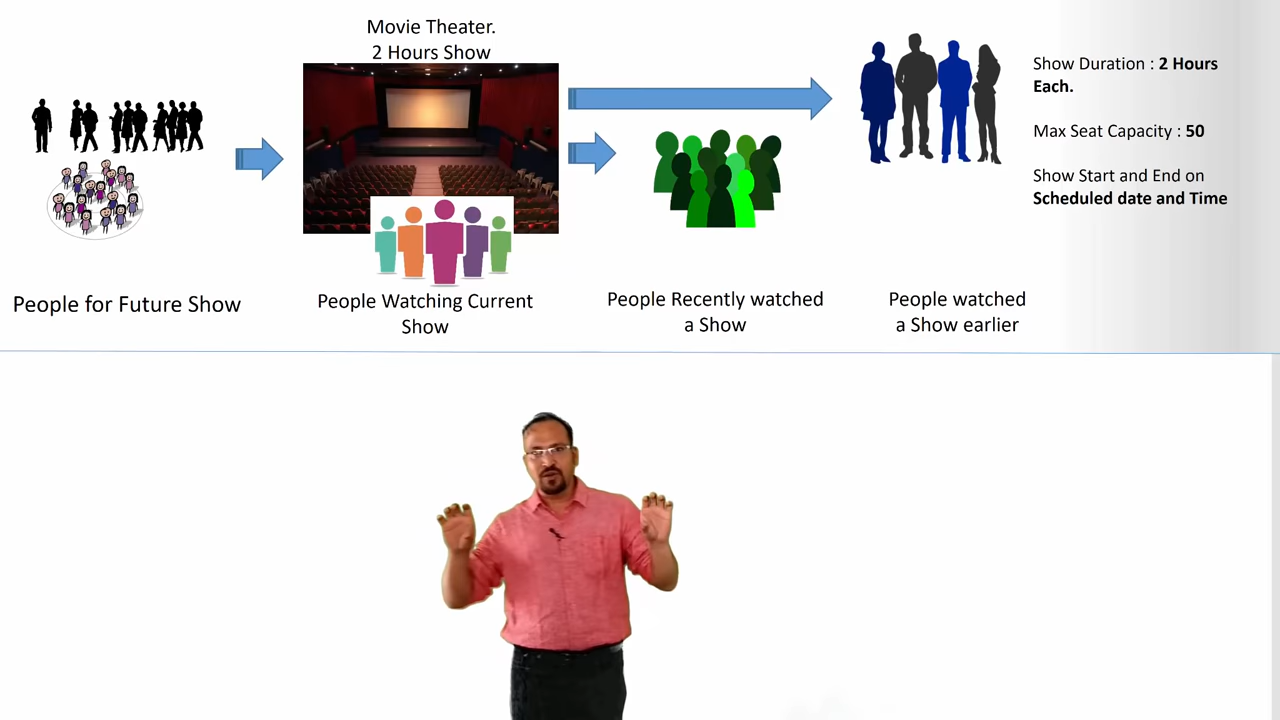 Movie Theater.
2 Hours Show
Show Duration : 2 Hours
Each.
Max Seat Capacity : 50
Show Start and End on
Scheduled date and Time
People for Future Show
People Watching Current
Show
People Recently watched
a Show
People watched
a Show earlier